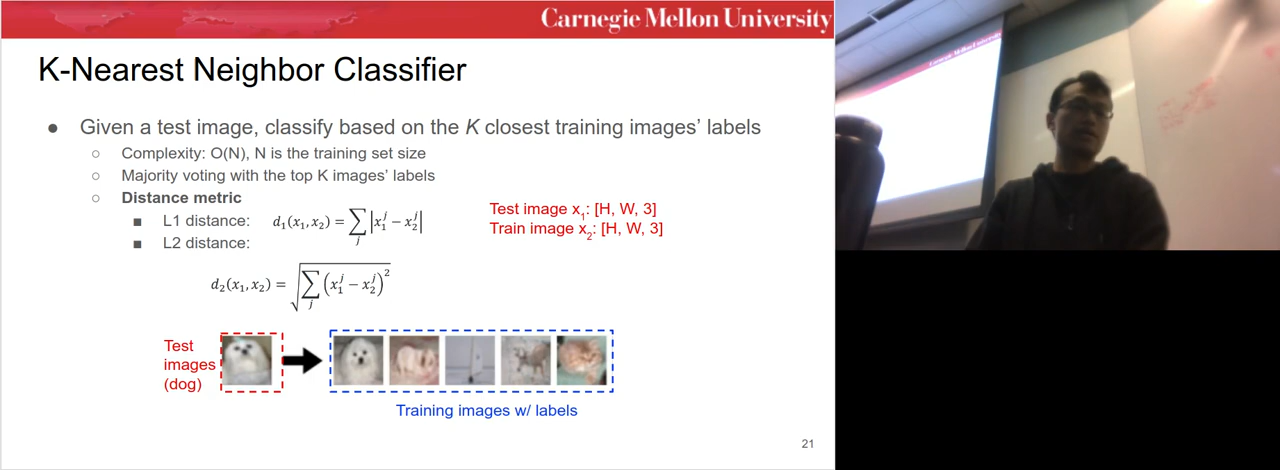 Carnegie Mellon University
K-Nearest Neighbor Classifier
● Given a test image, classify based on the K closest training images’ labels
○ Complexity: O(N), N is the training set size
○ Majority voting with the top K images’ labels
○ Distance metric
■ L1 distance: d₁(x₁,x₂) = ∑ⱼ |x₁ʲ − x₂ʲ|
■ L2 distance:
d₂(x₁,x₂) = √(∑ⱼ (x₁ʲ − x₂ʲ)²)
Test image x₁: [H, W, 3]
Train image x₂: [H, W, 3]
Test
images
(dog)
Training images w/ labels
21